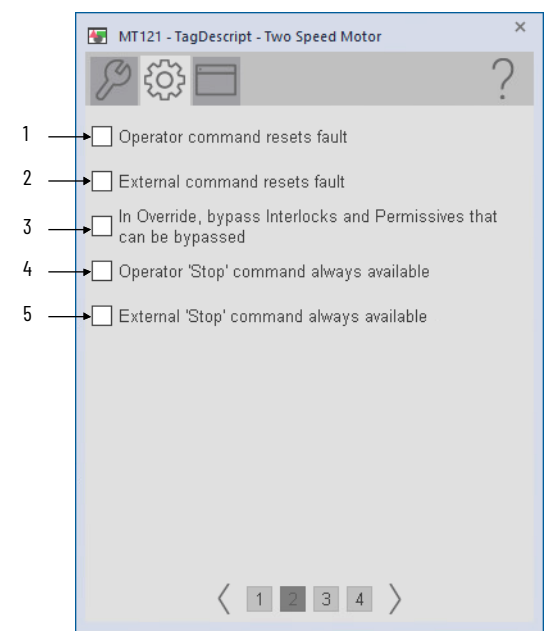 MT121 - TagDescript - Two Speed Motor
?
1 Operator command resets fault
2 External command resets fault
3 In Override, bypass Interlocks and Permissives that
can be bypassed
4 Operator 'Stop' command always available
5 External 'Stop' command always available
1 2 3 4